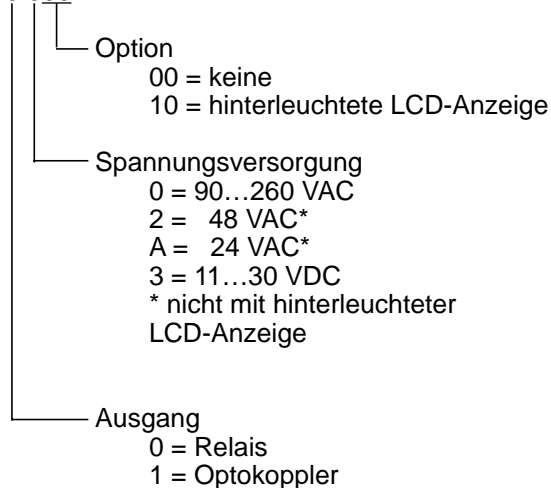 Option
00 = keine
10 = hinterleuchtete LCD-Anzeige
Spannungsversorgung
0 = 90…260 VAC
2 = 48 VAC*
A = 24 VAC*
3 = 11…30 VDC
* nicht mit hinterleuchteter
LCD-Anzeige
Ausgang
0 = Relais
1 = Optokoppler